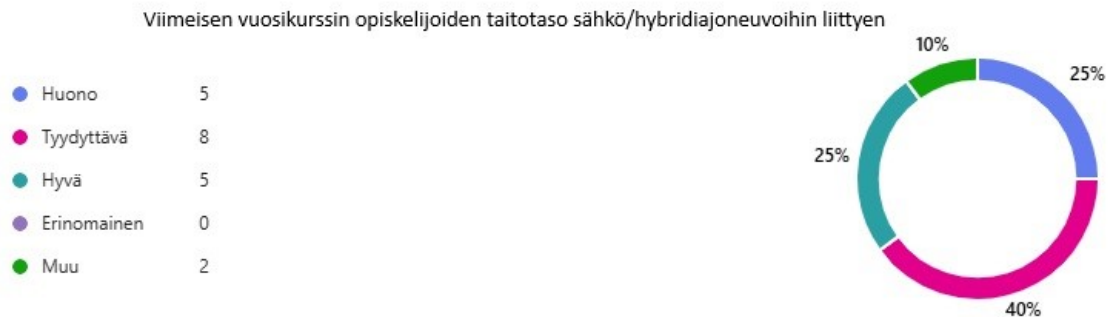 Viimeisen vuosikurssin opiskelijoiden taitotaso sähkö/hybridiajoneuvoihin liittyen
Huono 5
Tyydyttävä 8
Hyvä 5
Erinomainen 0
Muu 2
10%
25%
25%
40%